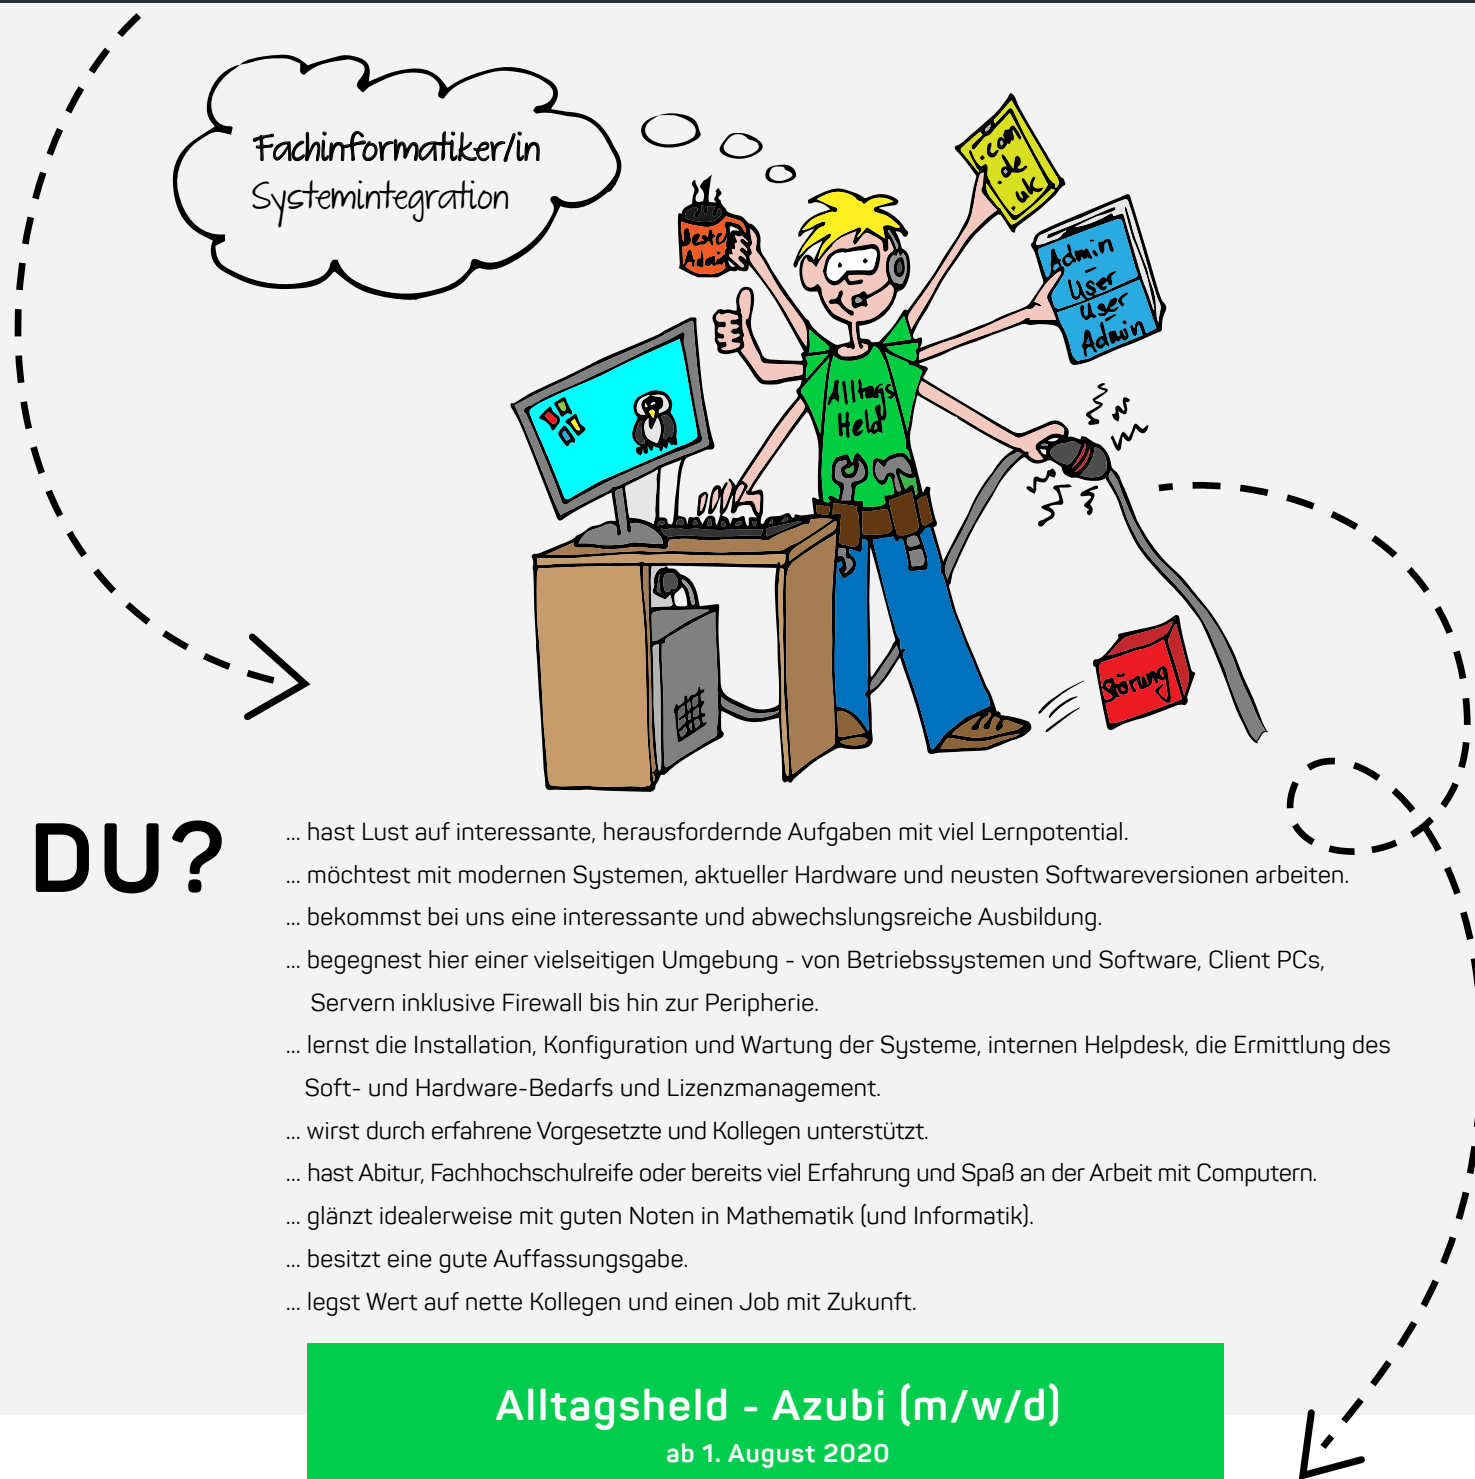 Fachinformatiker/in
Systemintegration
.com
.de
.uk
Bester
Admin
Admin
-
User
User
Admin
Alltags
Held
Störung
DU?
... hast Lust auf interessante, herausfordernde Aufgaben mit viel Lernpotential.
... möchtest mit modernen Systemen, aktueller Hardware und neusten Softwareversionen arbeiten.
... bekommst bei uns eine interessante und abwechslungsreiche Ausbildung.
... begegnest hier einer vielseitigen Umgebung - von Betriebssystemen und Software, Client PCs,
Servern inklusive Firewall bis hin zur Peripherie.
... lernst die Installation, Konfiguration und Wartung der Systeme, internen Helpdesk, die Ermittlung des
Soft- und Hardware-Bedarfs und Lizenzmanagement.
... wirst durch erfahrene Vorgesetzte und Kollegen unterstützt.
... hast Abitur, Fachhochschulreife oder bereits viel Erfahrung und Spaß an der Arbeit mit Computern.
... glänzt idealerweise mit guten Noten in Mathematik (und Informatik).
... besitzt eine gute Auffassungsgabe.
... legst Wert auf nette Kollegen und einen Job mit Zukunft.
Alltagsheld - Azubi (m/w/d)
ab 1. August 2020